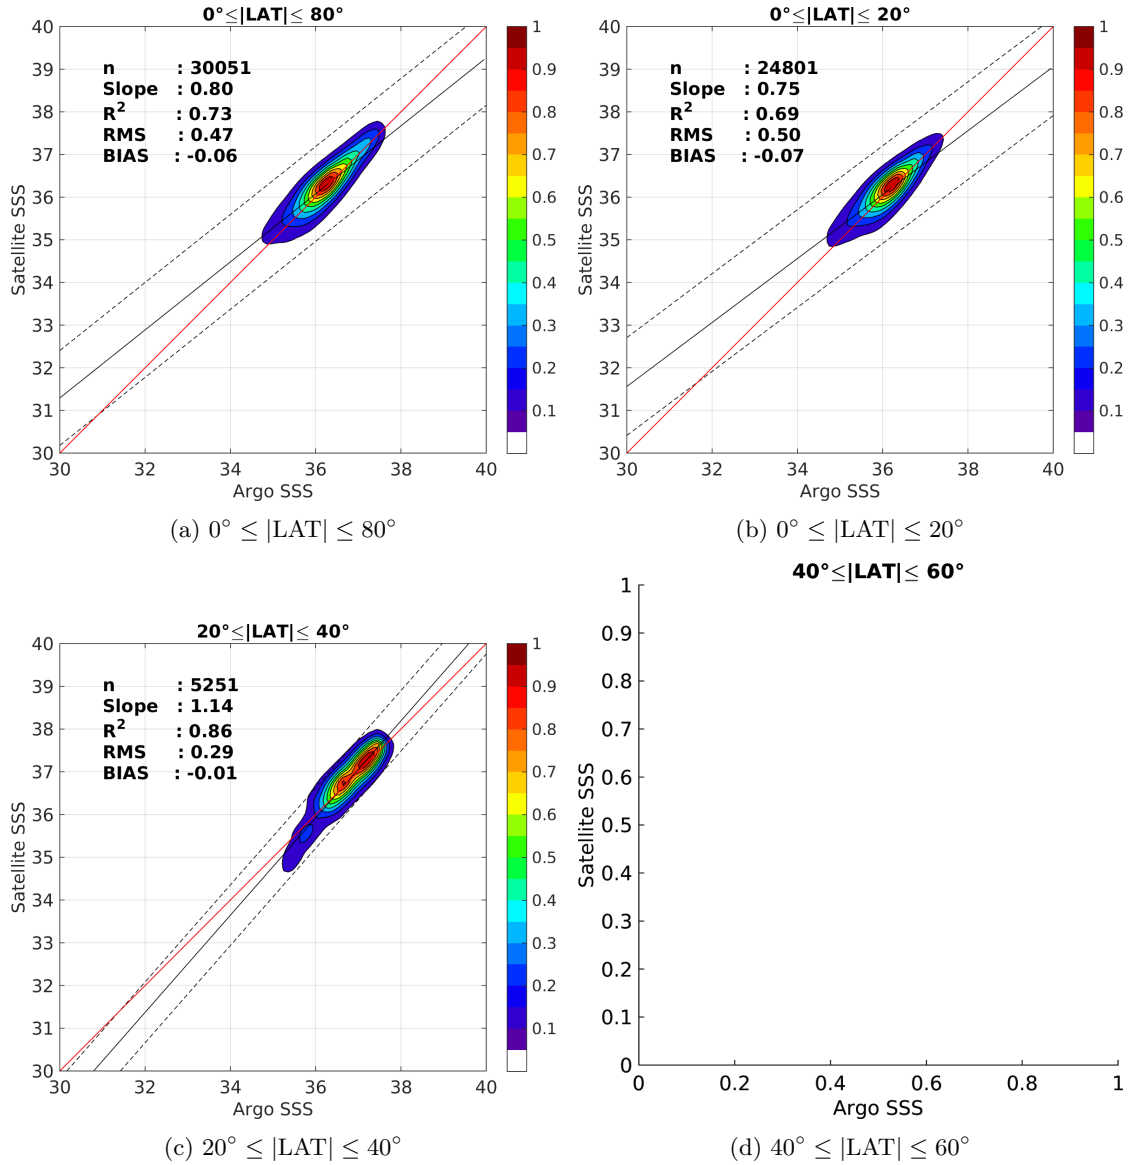 0°≤|LAT|≤ 80°
n : 30051
Slope : 0.80
R² : 0.73
RMS : 0.47
BIAS : -0.06
40
39
38
37
36
35
34
33
32
31
30
30 32 34 36 38 40
Satellite SSS
Argo SSS
1
0.9
0.8
0.7
0.6
0.5
0.4
0.3
0.2
0.1
(a) 0° ≤ |LAT| ≤ 80°
0°≤|LAT|≤ 20°
n : 24801
Slope : 0.75
R² : 0.69
RMS : 0.50
BIAS : -0.07
40
39
38
37
36
35
34
33
32
31
30
30 32 34 36 38 40
Satellite SSS
Argo SSS
1
0.9
0.8
0.7
0.6
0.5
0.4
0.3
0.2
0.1
(b) 0° ≤ |LAT| ≤ 20°
20°≤|LAT|≤ 40°
n : 5251
Slope : 1.14
R² : 0.86
RMS : 0.29
BIAS : -0.01
40
39
38
37
36
35
34
33
32
31
30
30 32 34 36 38 40
Satellite SSS
Argo SSS
1
0.9
0.8
0.7
0.6
0.5
0.4
0.3
0.2
0.1
(c) 20° ≤ |LAT| ≤ 40°
40°≤|LAT|≤ 60°
1
0.9
0.8
0.7
0.6
0.5
0.4
0.3
0.2
0.1
0
0 0.2 0.4 0.6 0.8 1
Satellite SSS
Argo SSS
(d) 40° ≤ |LAT| ≤ 60°